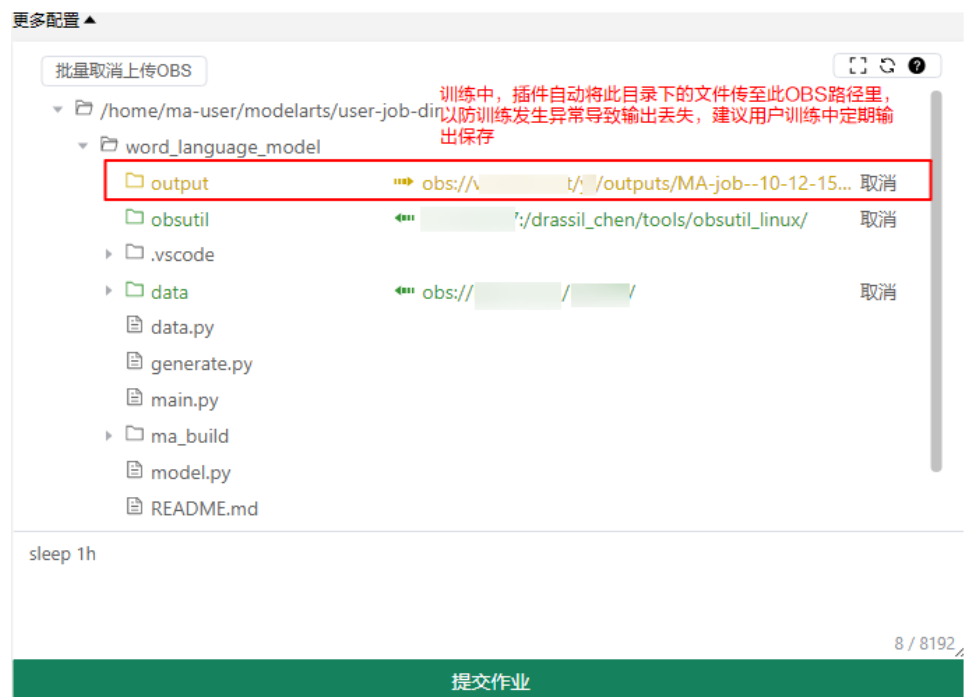 更多配置
批量取消上传OBS
训练中，插件自动将此目录下的文件传至此OBS路径里，
以防训练发生异常导致输出丢失，建议用户训练中定期输
出保存
/home/ma-user/modelarts/user-job-dir
word_language_model
output obs:// t/ /outputs/MA-job--10-12-15... 取消
obsutil :/drassil_chen/tools/obsutil_linux/ 取消
.vscode
data obs:// / / 取消
data.py
generate.py
main.py
ma_build
model.py
README.md
sleep 1h
8 / 8192
提交作业